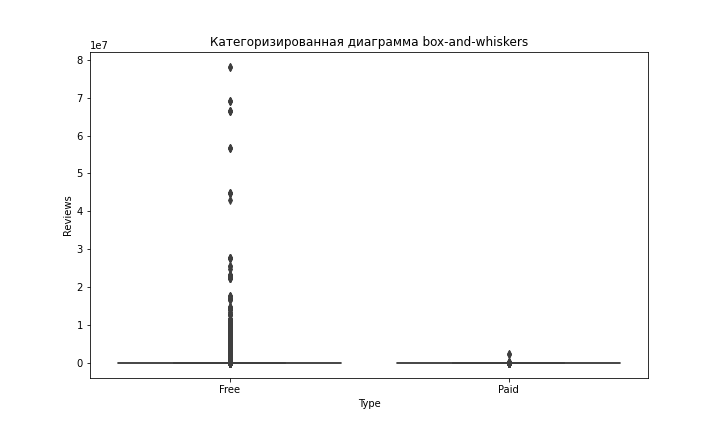 Категоризированная диаграмма box-and-whiskers
1e7
8
7
6
5
4
3
2
1
0
Reviews
Free Paid
Type